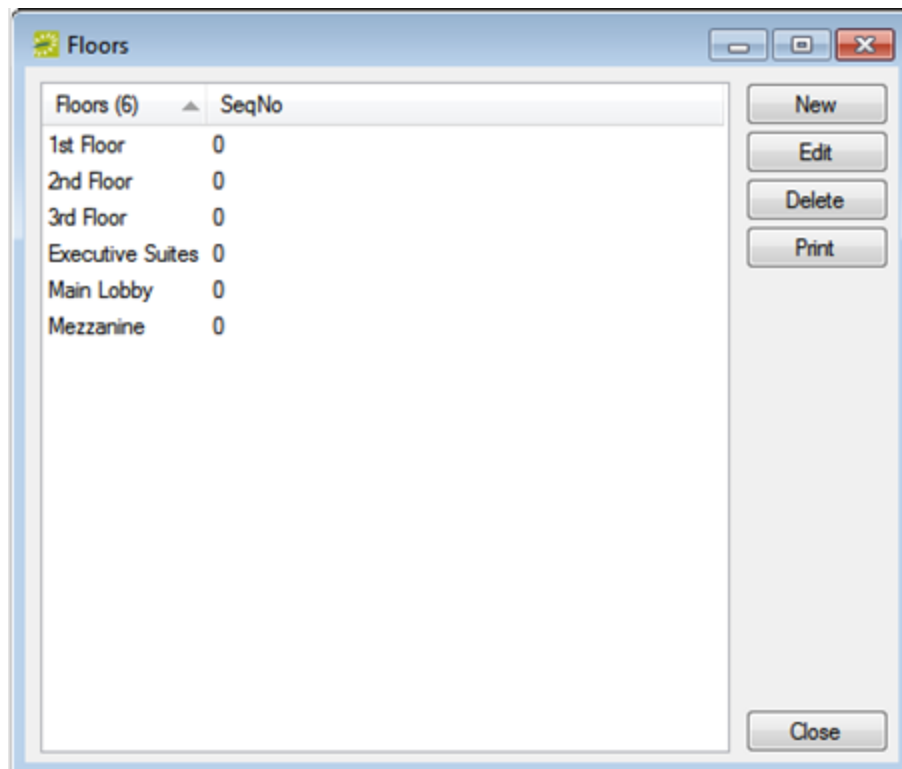 Floors
Floors (6) SeqNo
New
1st Floor 0
Edit
2nd Floor 0
Delete
3rd Floor 0
Print
Executive Suites 0
Main Lobby 0
Mezzanine 0
Close